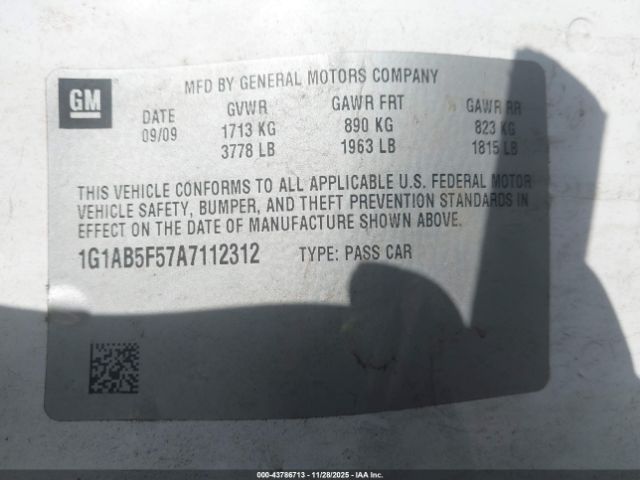 GM
MFD BY GENERAL MOTORS COMPANY
DATE GVWR GAWR FRT GAWR RR
09/09 1713 KG 890 KG 823 KG
3778 LB 1963 LB 1815 LB
THIS VEHICLE CONFORMS TO ALL APPLICABLE U.S. FEDERAL MOTOR
VEHICLE SAFETY, BUMPER, AND THEFT PREVENTION STANDARDS IN
EFFECT ON THE DATE OF MANUFACTURE SHOWN ABOVE.
1G1AB5F57A7112312 TYPE: PASS CAR
000-43786713 - 11/28/2025 - IAA, Inc.